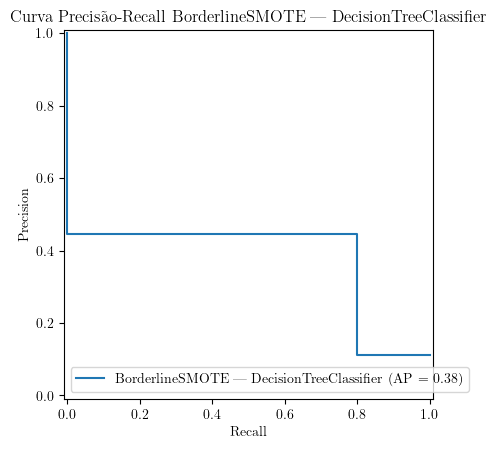 Curva Precisão-Recall BorderlineSMOTE — DecisionTreeClassifier
1.0
0.8
0.6
0.4
0.2
0.0
Precision
BorderlineSMOTE — DecisionTreeClassifier (AP = 0.38)
0.0 0.2 0.4 0.6 0.8 1.0
Recall